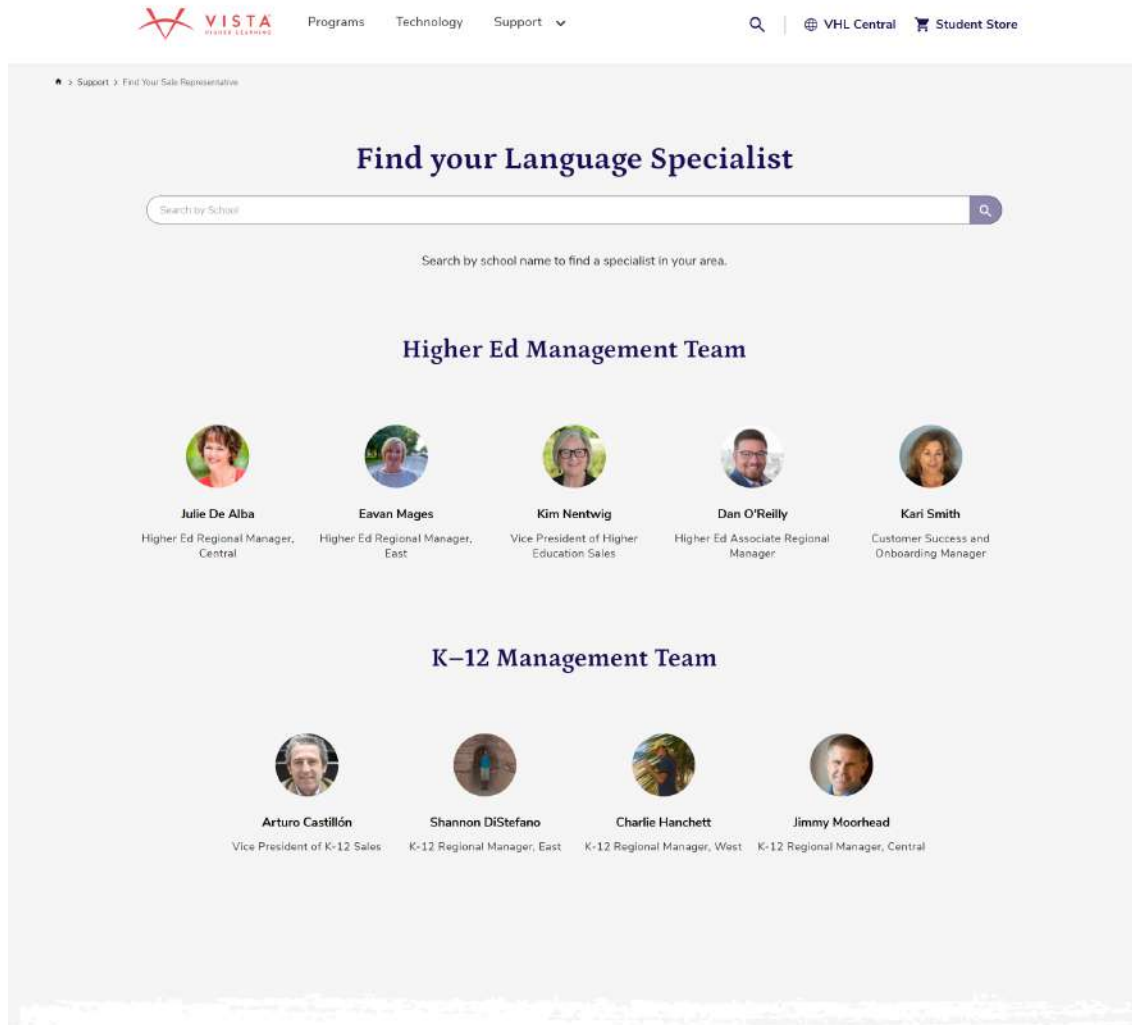 VISTA
HIGHER LEARNING
Programs Technology Support
VHL Central Student Store
> Support > Find Your Sale Representative
Find your Language Specialist
Search by School
Search by school name to find a specialist in your area.
Higher Ed Management Team
Julie De Alba
Higher Ed Regional Manager,
Central
Eavan Mages
Higher Ed Regional Manager,
East
Kim Nentwig
Vice President of Higher
Education Sales
Dan O'Reilly
Higher Ed Associate Regional
Manager
Kari Smith
Customer Success and
Onboarding Manager
K–12 Management Team
Arturo Castillón
Vice President of K-12 Sales
Shannon DiStefano
K-12 Regional Manager, East
Charlie Hanchett
K-12 Regional Manager, West
Jimmy Moorhead
K-12 Regional Manager, Central